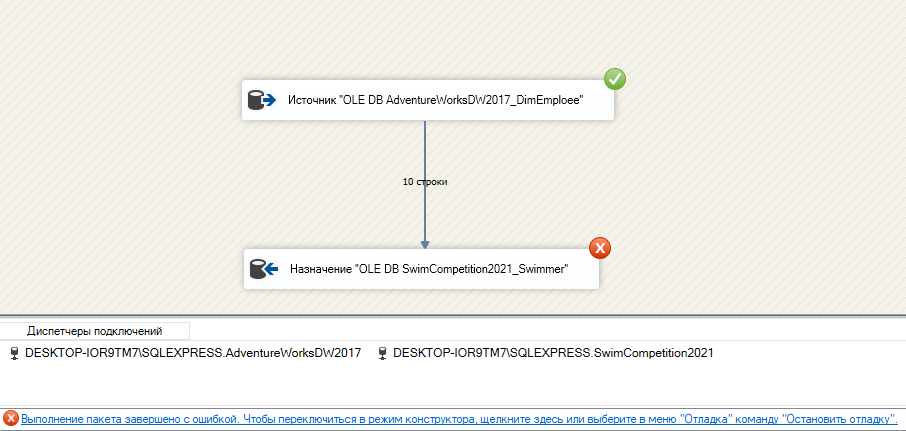 Источник "OLE DB AdventureWorksDW2017_DimEmploee"
10 строки
Назначение "OLE DB SwimCompetition2021_Swimmer"
Диспетчеры подключений
DESKTOP-IOR9TM7\SQLEXPRESS.AdventureWorksDW2017 DESKTOP-IOR9TM7\SQLEXPRESS.SwimCompetition2021
Выполнение пакета завершено с ошибкой. Чтобы переключиться в режим конструктора, щелкните здесь или выберите в меню "Отладка" команду "Остановить отладку".